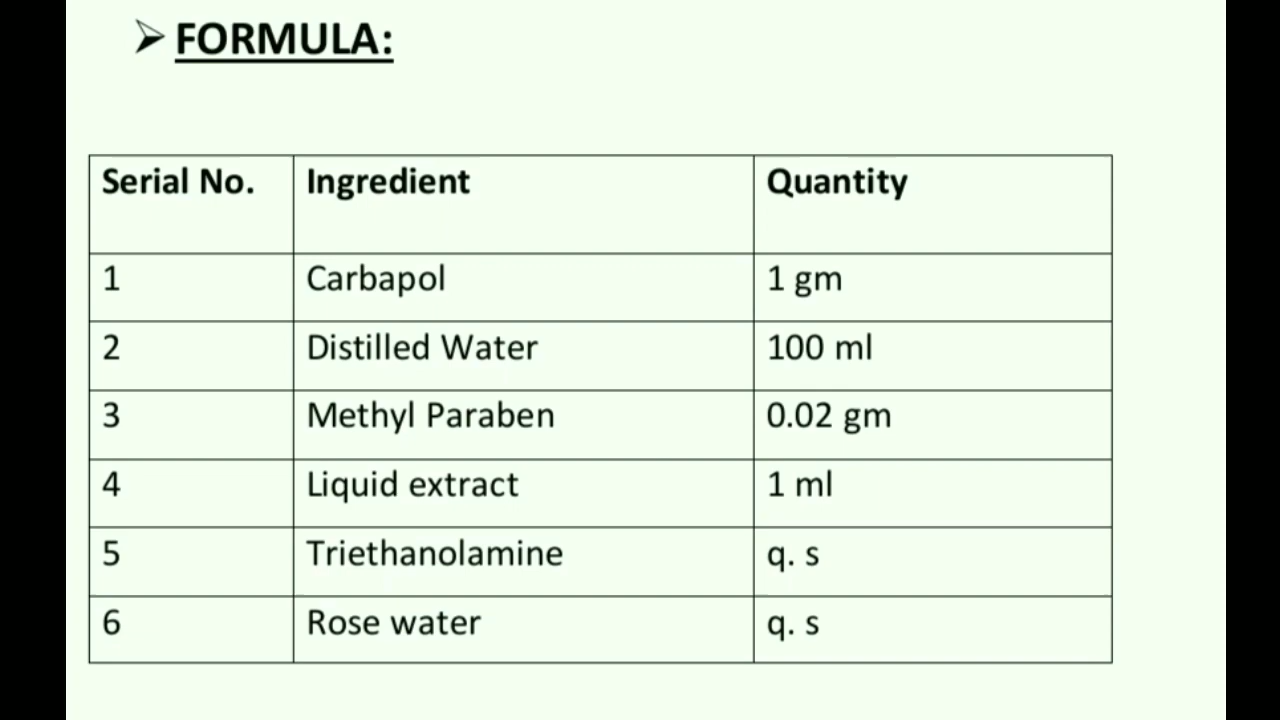 FORMULA:
Serial No. Ingredient Quantity
1 Carbapol 1 gm
2 Distilled Water 100 ml
3 Methyl Paraben 0.02 gm
4 Liquid extract 1 ml
5 Triethanolamine q. s
6 Rose water q. s